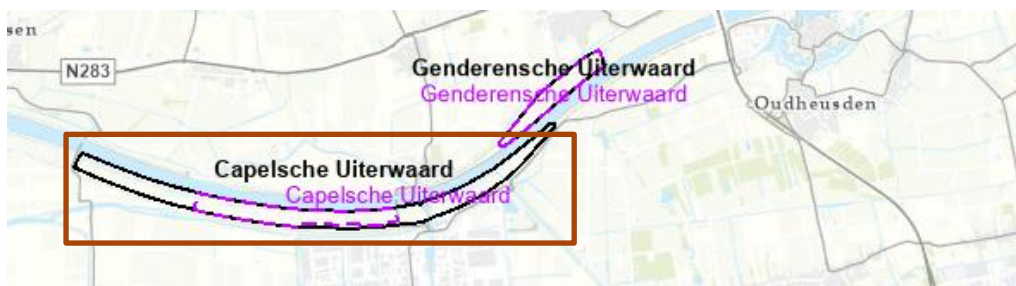 sen
N283
Genderensche Uiterwaard
Genderensche Uiterwaard
Oudheusden
Capelsche Uiterwaard
Capelsche Uiterwaard